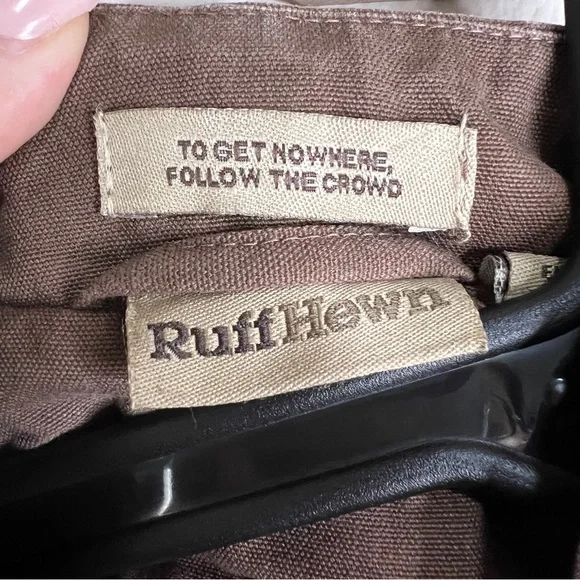 TO GET NOWHERE,
FOLLOW THE CROWD
RuffHewn